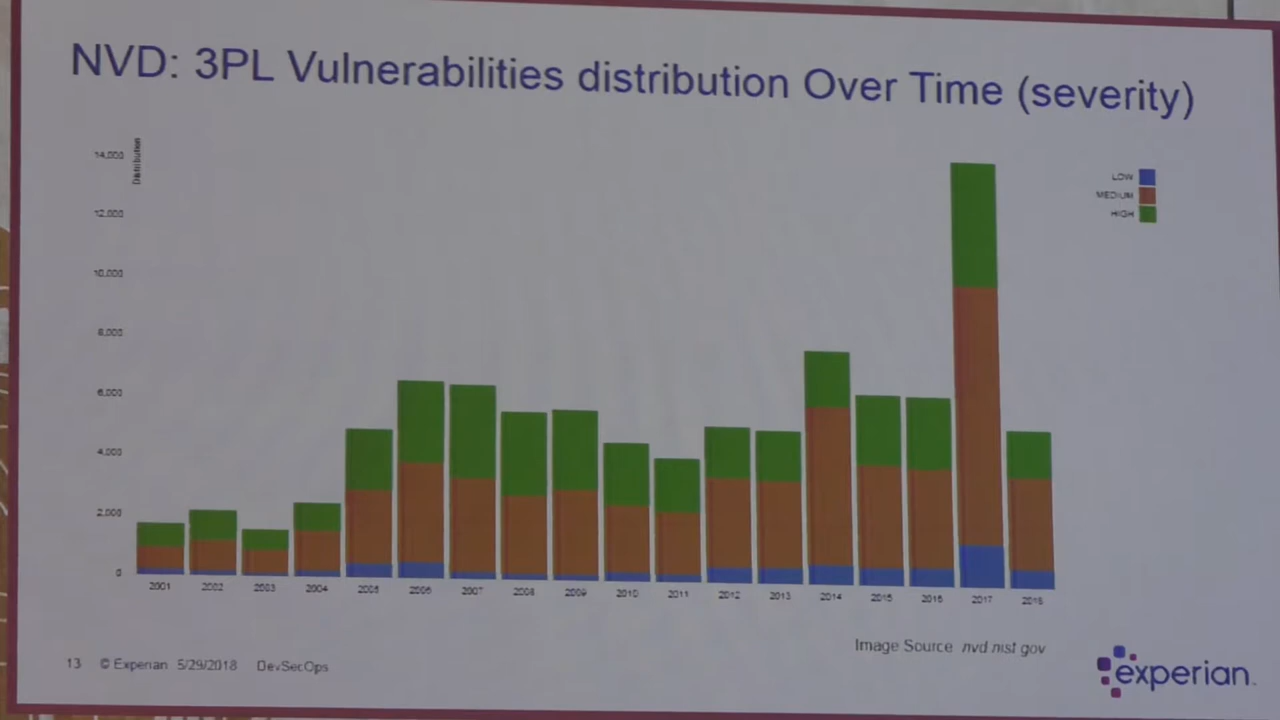 NVD: 3PL Vulnerabilities distribution Over Time (severity)
Distribution
14,000
12,000
10,000
8,000
6,000
4,000
2,000
0
LOW
MEDIUM
HIGH
2001 2002 2003 2004 2005 2006 2007 2008 2009 2010 2011 2012 2013 2014 2015 2016 2017 2018
Image Source nvd nist gov
13 © Experian 5/29/2018 DevSecOps
experian